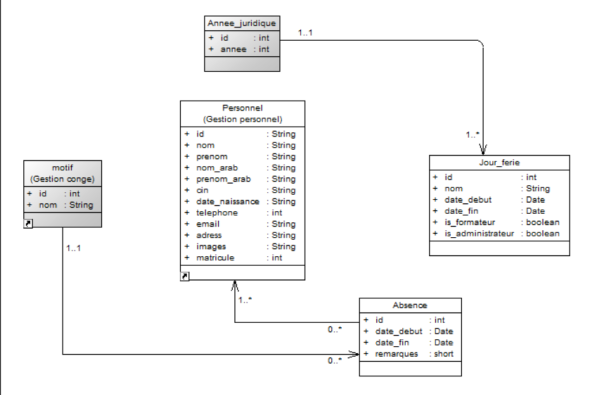 Annee_juridique
+ id : int
+ annee : int
1..1
1..*
Personnel
(Gestion personnel)
+ id : String
+ nom : String
+ prenom : String
+ nom_arab : String
+ prenom_arab : String
+ cin : String
+ date_naissance : String
+ telephone : int
+ email : String
+ adress : String
+ images : String
+ matricule : int
motif
(Gestion conge)
+ id : int
+ nom : String
1..1
Jour_ferie
+ id : int
+ nom : String
+ date_debut : Date
+ date_fin : Date
+ is_formateur : boolean
+ is_administrateur : boolean
1..*
0..*
0..*
Absence
+ id : int
+ date_debut : Date
+ date_fin : Date
+ remarques : short